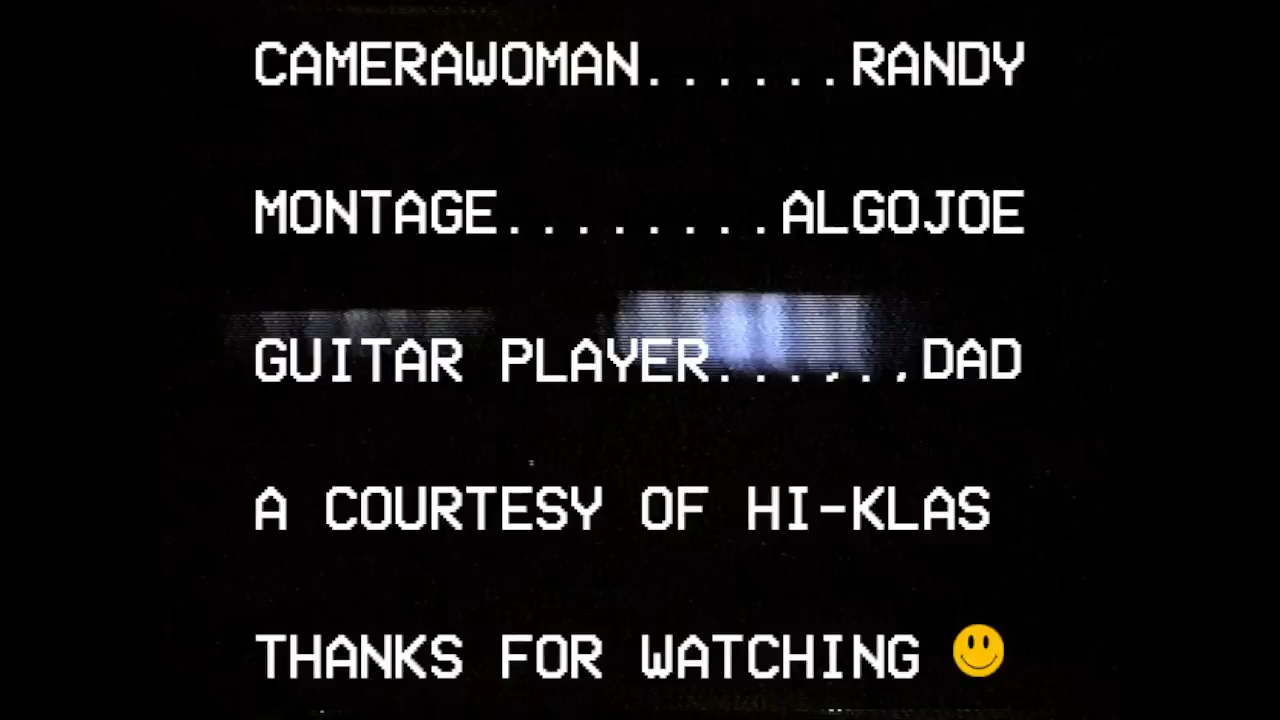 CAMERAWOMAN......RANDY
MONTAGE........ALGOJOE
GUITAR PLAYER...,.,DAD
A COURTESY OF HI-KLAS
THANKS FOR WATCHING